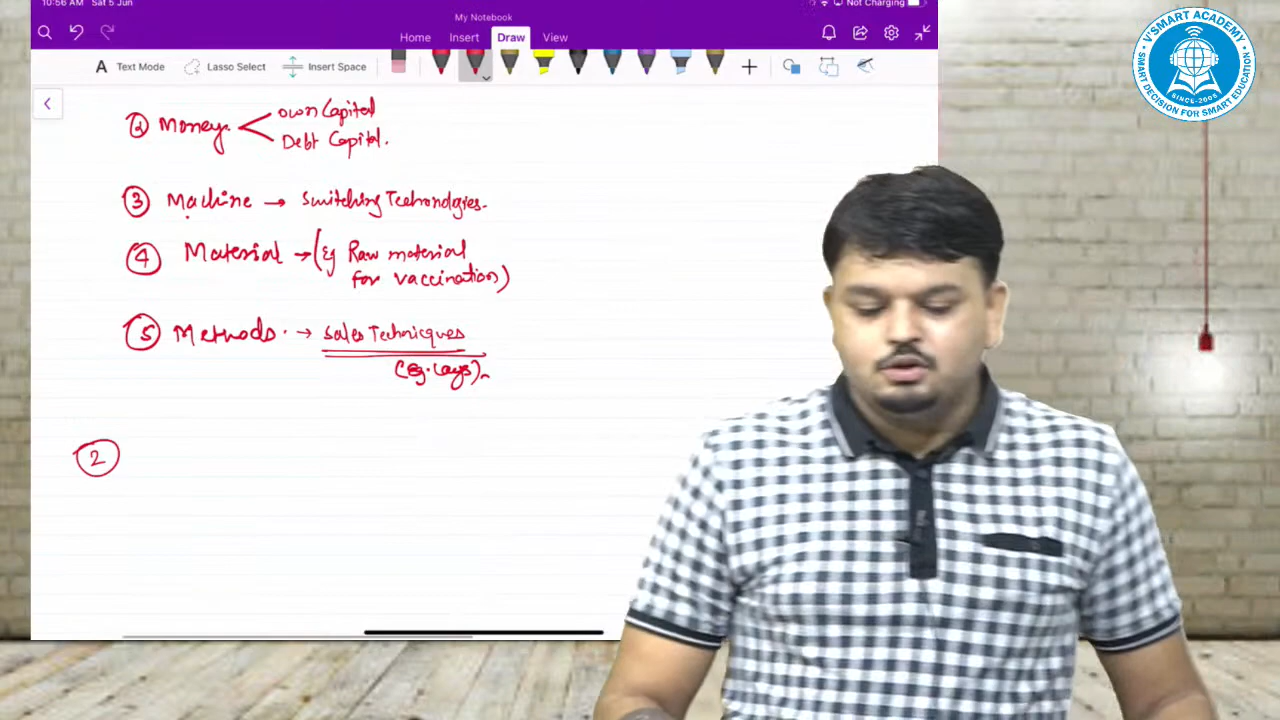 10:56 AM Sat 5 Jun
Not Charging
My Notebook
Home Insert Draw View
Text Mode
Lasso Select
Insert Space
② Money.
own Capital
Debt Capital.
③ Machine → Switching Technologies.
④ Material → (Eg Raw material
for vaccination)
⑤ Methods. → Sales Techniques
(Eg. Lays).
②
V'SMART ACADEMY
SINCE-2006
SMART DECISION FOR SMART EDUCATION